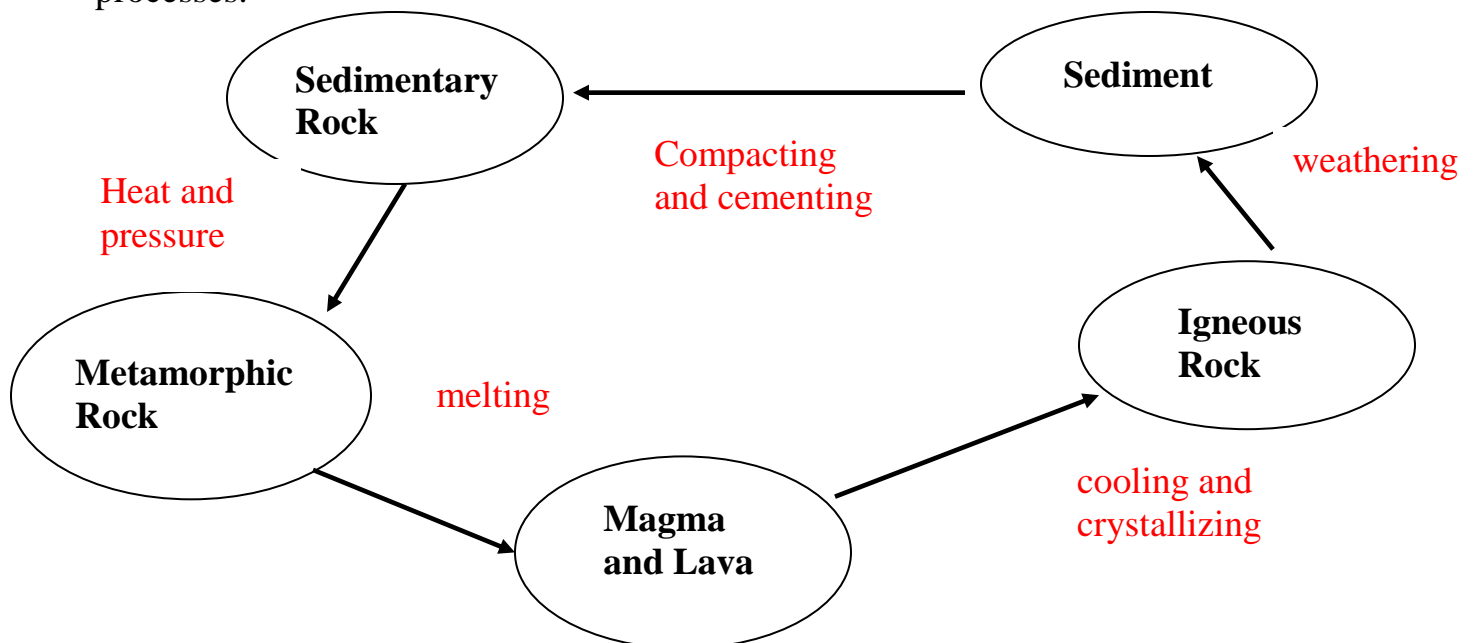 processes.
Sedimentary
Rock
Sediment
Compacting
and cementing
weathering
Heat and
pressure
Igneous
Rock
Metamorphic
Rock
melting
cooling and
crystallizing
Magma
and Lava